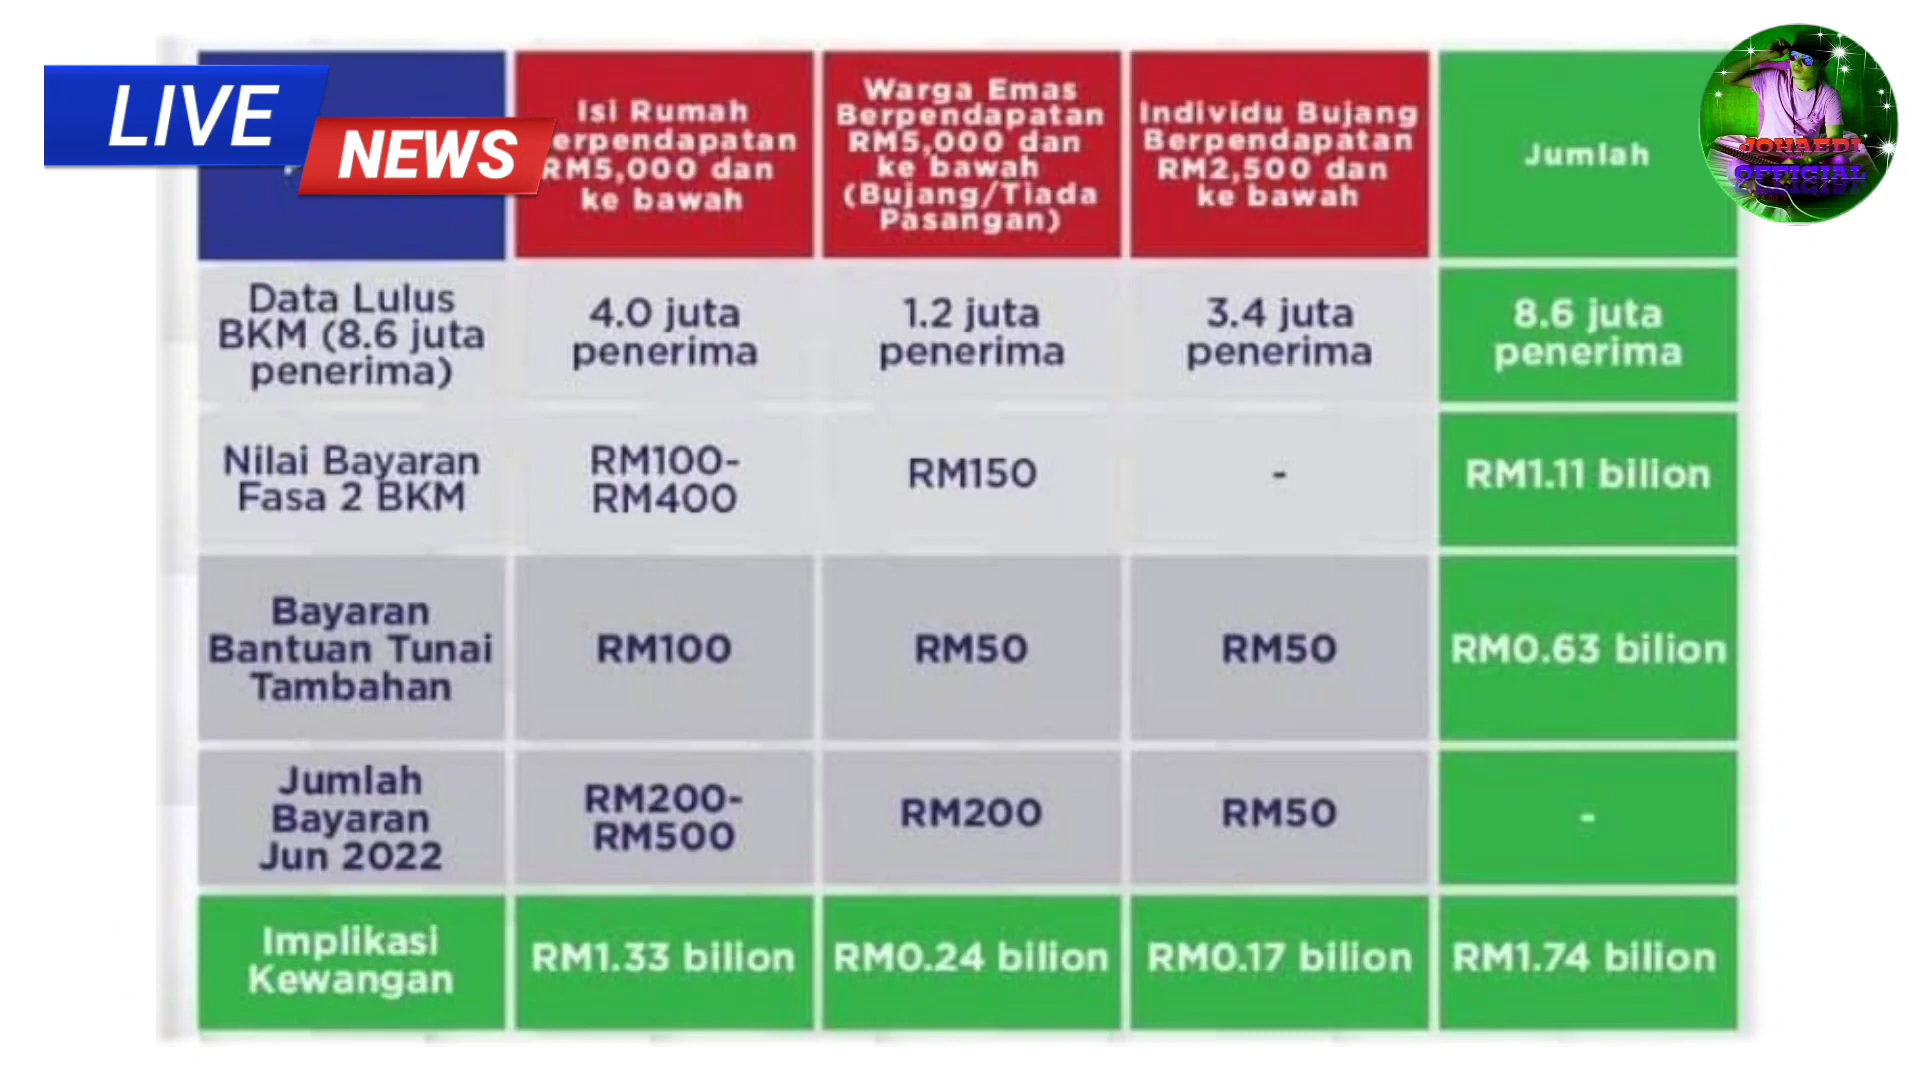 LIVE
NEWS
Isi Rumah
erpendapatan
RM5,000 dan
ke bawah
Warga Emas
Berpendapatan
RM5,000 dan
ke bawah
(Bujang/Tiada
Pasangan)
Individu Bujang
Berpendapatan
RM2,500 dan
ke bawah
Jumlah
JOHAEDI
OFFICIAL
Data Lulus
BKM (8.6 juta
penerima)
4.0 juta
penerima
1.2 juta
penerima
3.4 juta
penerima
8.6 juta
penerima
Nilai Bayaran
Fasa 2 BKM
RM100-
RM400
RM150
-
RM1.11 bilion
Bayaran
Bantuan Tunai
Tambahan
RM100
RM50
RM50
RM0.63 bilion
Jumlah
Bayaran
Jun 2022
RM200-
RM500
RM200
RM50
-
Implikasi
Kewangan
RM1.33 bilion
RM0.24 bilion
RM0.17 bilion
RM1.74 bilion